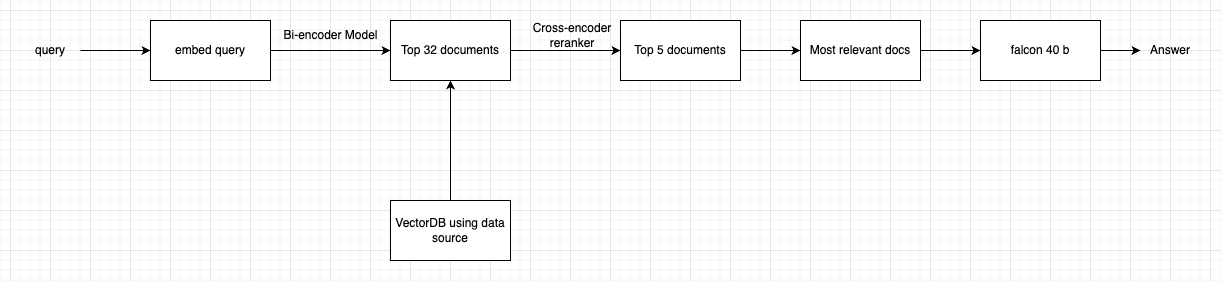 query
embed query
Bi-encoder Model
Top 32 documents
Cross-encoder
reranker
Top 5 documents
Most relevant docs
falcon 40 b
Answer
VectorDB using data
source